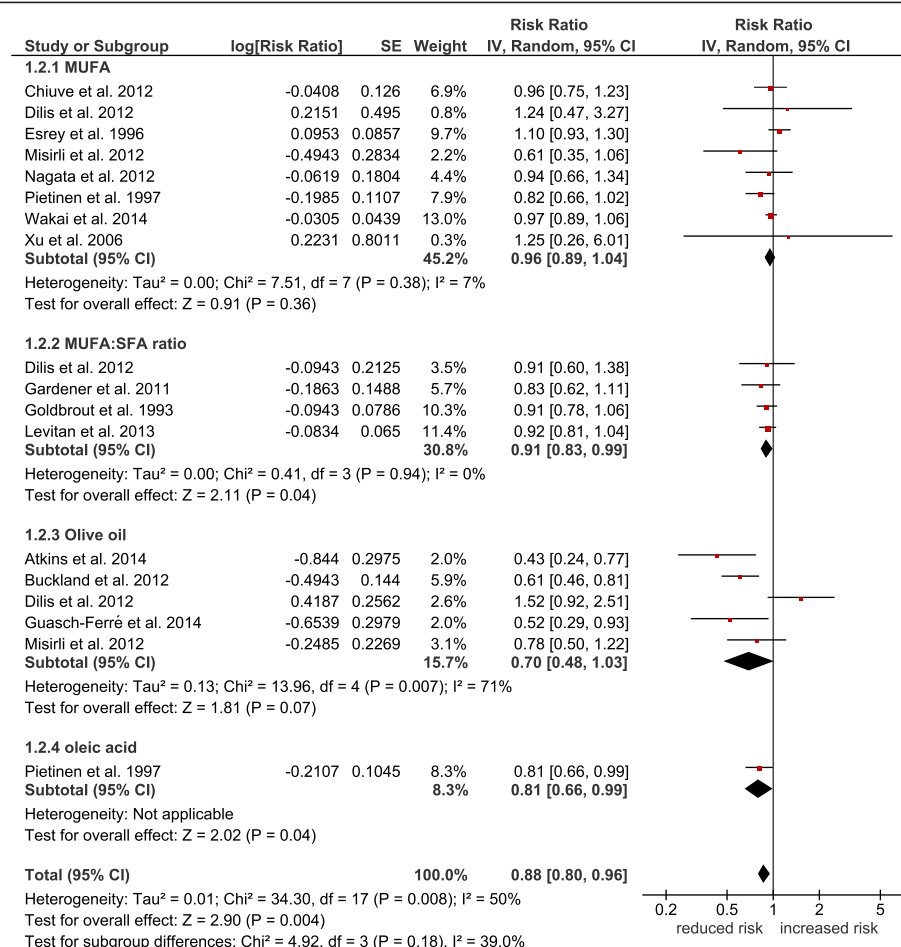 Risk Ratio Risk Ratio
Study or Subgroup log[Risk Ratio] SE Weight IV, Random, 95% CI IV, Random, 95% CI
1.2.1 MUFA
Chiuve et al. 2012 -0.0408 0.126 6.9% 0.96 [0.75, 1.23]
Dilis et al. 2012 0.2151 0.495 0.8% 1.24 [0.47, 3.27]
Esrey et al. 1996 0.0953 0.0857 9.7% 1.10 [0.93, 1.30]
Misirli et al. 2012 -0.4943 0.2834 2.2% 0.61 [0.35, 1.06]
Nagata et al. 2012 -0.0619 0.1804 4.4% 0.94 [0.66, 1.34]
Pietinen et al. 1997 -0.1985 0.1107 7.9% 0.82 [0.66, 1.02]
Wakai et al. 2014 -0.0305 0.0439 13.0% 0.97 [0.89, 1.06]
Xu et al. 2006 0.2231 0.8011 0.3% 1.25 [0.26, 6.01]
Subtotal (95% CI) 45.2% 0.96 [0.89, 1.04]
Heterogeneity: Tau² = 0.00; Chi² = 7.51, df = 7 (P = 0.38); I² = 7%
Test for overall effect: Z = 0.91 (P = 0.36)
1.2.2 MUFA:SFA ratio
Dilis et al. 2012 -0.0943 0.2125 3.5% 0.91 [0.60, 1.38]
Gardener et al. 2011 -0.1863 0.1488 5.7% 0.83 [0.62, 1.11]
Goldbrout et al. 1993 -0.0943 0.0786 10.3% 0.91 [0.78, 1.06]
Levitan et al. 2013 -0.0834 0.065 11.4% 0.92 [0.81, 1.04]
Subtotal (95% CI) 30.8% 0.91 [0.83, 0.99]
Heterogeneity: Tau² = 0.00; Chi² = 0.41, df = 3 (P = 0.94); I² = 0%
Test for overall effect: Z = 2.11 (P = 0.04)
1.2.3 Olive oil
Atkins et al. 2014 -0.844 0.2975 2.0% 0.43 [0.24, 0.77]
Buckland et al. 2012 -0.4943 0.144 5.9% 0.61 [0.46, 0.81]
Dilis et al. 2012 0.4187 0.2562 2.6% 1.52 [0.92, 2.51]
Guasch-Ferré et al. 2014 -0.6539 0.2979 2.0% 0.52 [0.29, 0.93]
Misirli et al. 2012 -0.2485 0.2269 3.1% 0.78 [0.50, 1.22]
Subtotal (95% CI) 15.7% 0.70 [0.48, 1.03]
Heterogeneity: Tau² = 0.13; Chi² = 13.96, df = 4 (P = 0.007); I² = 71%
Test for overall effect: Z = 1.81 (P = 0.07)
1.2.4 oleic acid
Pietinen et al. 1997 -0.2107 0.1045 8.3% 0.81 [0.66, 0.99]
Subtotal (95% CI) 8.3% 0.81 [0.66, 0.99]
Heterogeneity: Not applicable
Test for overall effect: Z = 2.02 (P = 0.04)
Total (95% CI) 100.0% 0.88 [0.80, 0.96]
Heterogeneity: Tau² = 0.01; Chi² = 34.30, df = 17 (P = 0.008); I² = 50%
0.2 0.5 1 2 5
Test for overall effect: Z = 2.90 (P = 0.004)
reduced risk increased risk
Test for subgroup differences: Chi² = 4.92, df = 3 (P = 0.18), I² = 39.0%